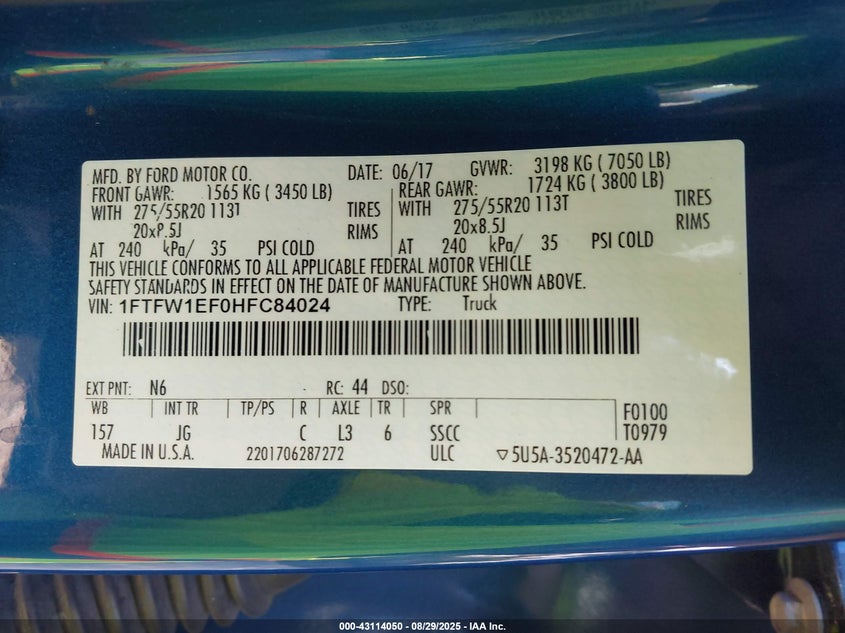 MFD. BY FORD MOTOR CO. DATE: 06/17 GVWR: 3198 KG ( 7050 LB)
FRONT GAWR: 1565 KG ( 3450 LB) REAR GAWR: 1724 KG ( 3800 LB)
WITH 275/55R20 113T TIRES WITH 275/55R20 113T TIRES
20x8.5J RIMS 20x8.5J RIMS
AT 240 kPa/ 35 PSI COLD AT 240 kPa/ 35 PSI COLD
THIS VEHICLE CONFORMS TO ALL APPLICABLE FEDERAL MOTOR VEHICLE
SAFETY STANDARDS IN EFFECT ON THE DATE OF MANUFACTURE SHOWN ABOVE.
VIN: 1FTFW1EF0HFC84024 TYPE: Truck
EXT PNT: N6 RC: 44 DSO:
WB INT TR TP/PS R AXLE TR SPR F0100
157 JG C L3 6 SSCC T0979
MADE IN U.S.A. 2201706287272 ULC ▽5U5A-3520472-AA
000-43114050 - 08/29/2025 - IAA Inc.